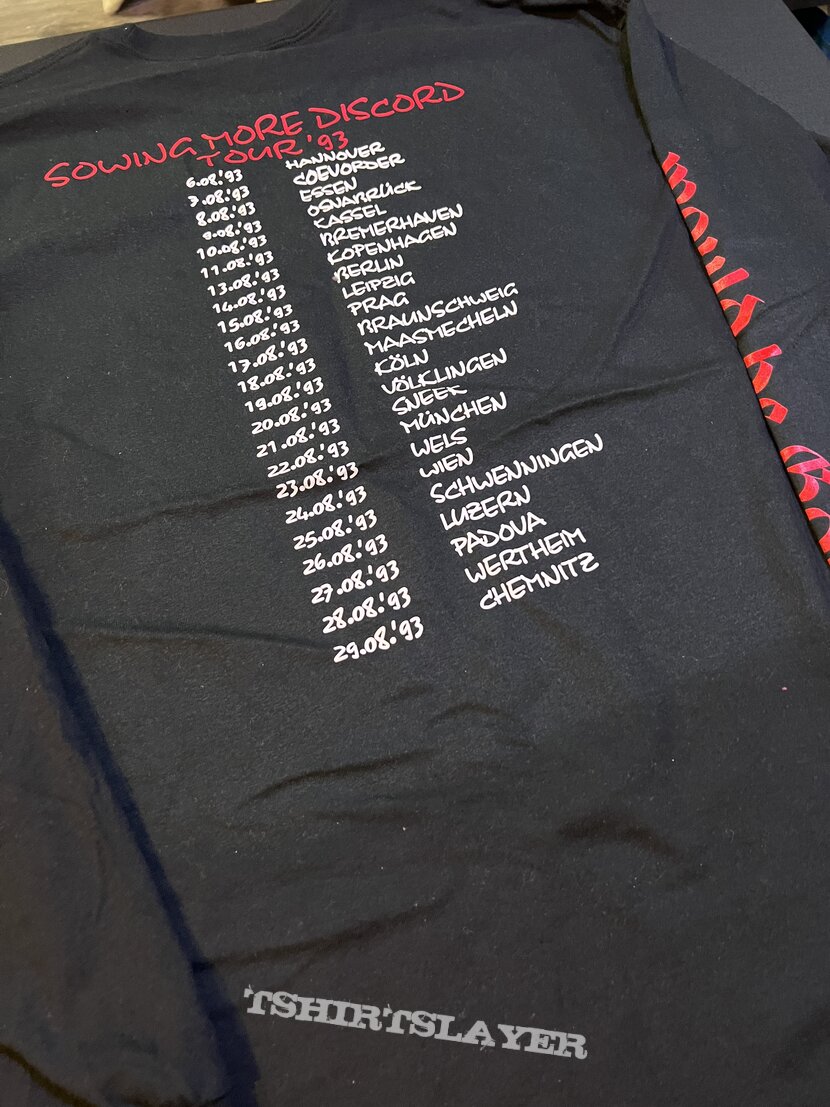 SOWING MORE DISCORD
TOUR '93
6.08.'93 HANNOVER
7.08.'93 COEVORDER
8.08.'93 ESSEN
9.08.'93 OSNABRÜCK
10.08.'93 KASSEL
11.08.'93 BREMERHAVEN
13.08.'93 KOPENHAGEN
14.08.'93 BERLIN
15.08.'93 LEIPZIG
16.08.'93 PRAG
17.08.'93 BRAUNSCHWEIG
18.08.'93 MAASMECHELN
19.08.'93 KÖLN
20.08.'93 VÖLKLINGEN
21.08.'93 SNEEK
22.08.'93 MÜNCHEN
23.08.'93 WELS
24.08.'93 WIEN
25.08.'93 SCHWENNINGEN
26.08.'93 LUZERN
27.08.'93 PADOVA
28.08.'93 WERTHEIM
29.08.'93 CHEMNITZ
would be
TSHIRTSLAYER